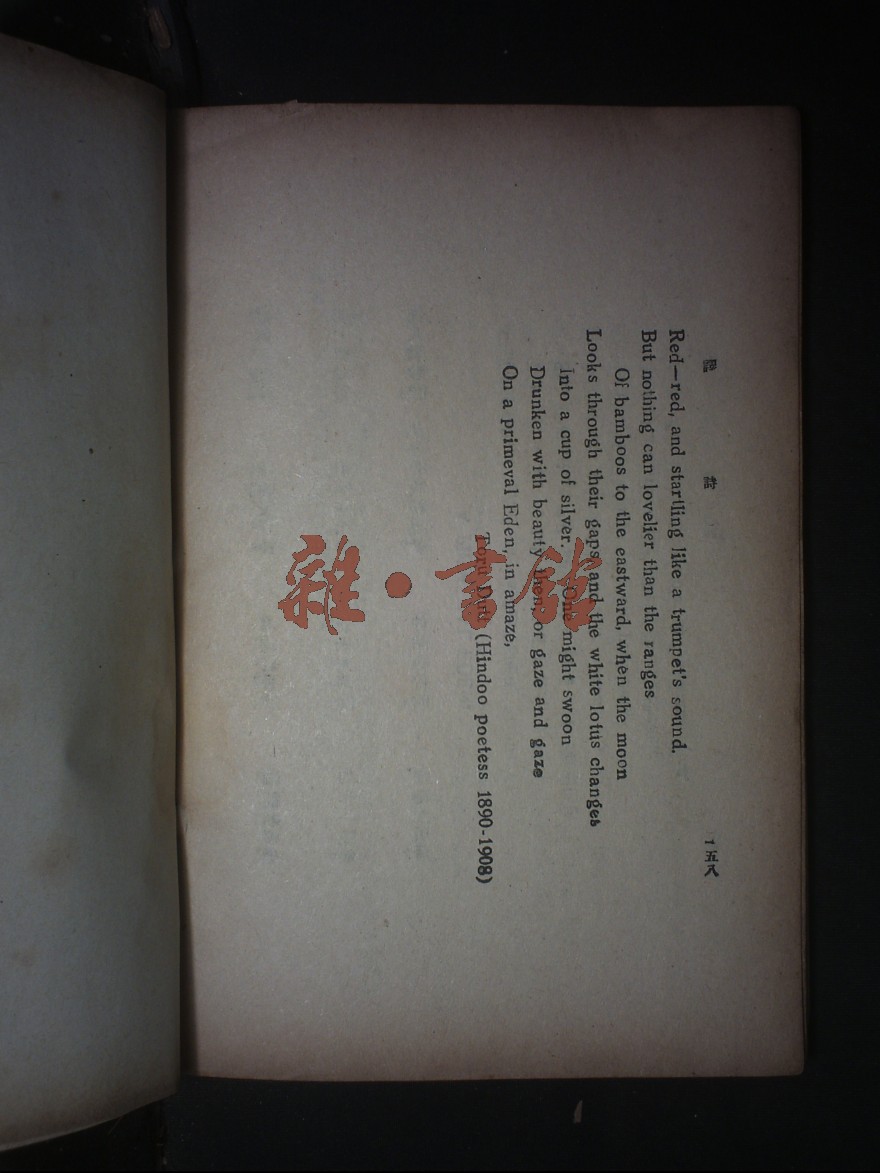 Red—red, and startling like a trumpet's sound.
But nothing can lovelier than the ranges
Of bamboos to the eastward, when the moon
Looks through their gaps, and the white lotus changes
Into a cup of silver. One might swoon
Drunken with beauty then, or gaze and gaze
On a primeval Eden, in amaze,
Toru Dutt (Hindoo poetess 1890-1908)
一五八
雜·書館